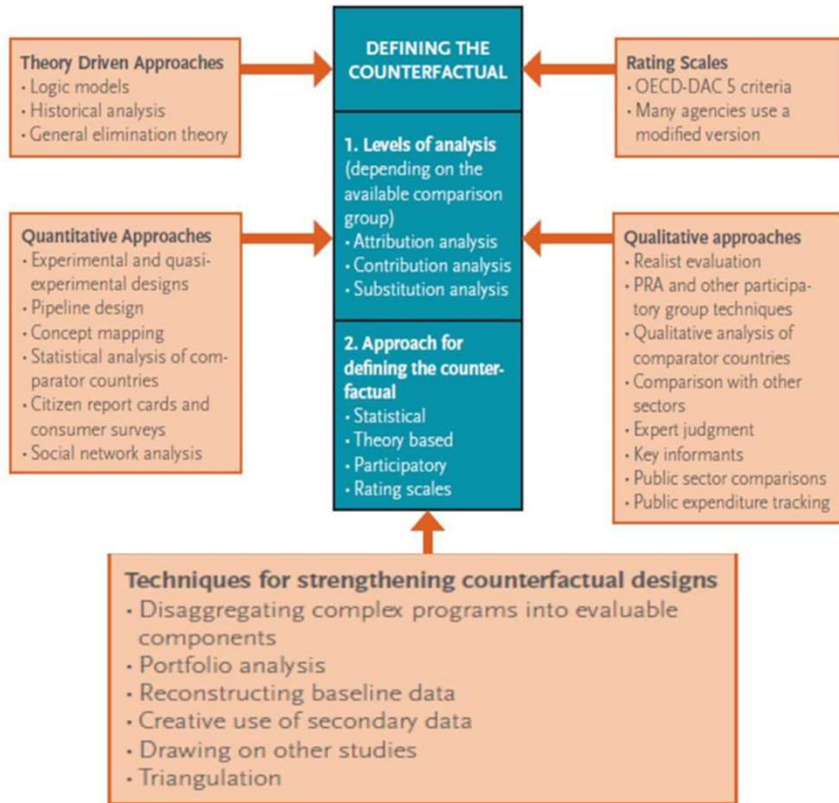 DEFINING THE
COUNTERFACTUAL
Theory Driven Approaches
• Logic models
• Historical analysis
• General elimination theory
Rating Scales
• OECD-DAC 5 criteria
• Many agencies use a
modified version
1. Levels of analysis
(depending on the
available comparison
group)
• Attribution analysis
• Contribution analysis
• Substitution analysis
Quantitative Approaches
• Experimental and quasi-
experimental designs
• Pipeline design
• Concept mapping
• Statistical analysis of com-
parator countries
• Citizen report cards and
consumer surveys
• Social network analysis
Qualitative approaches
• Realist evaluation
• PRA and other participa-
tory group techniques
• Qualitative analysis of
comparator countries
• Comparison with other
sectors
• Expert judgment
• Key informants
• Public sector comparisons
• Public expenditure tracking
2. Approach for
defining the counter-
factual
• Statistical
• Theory based
• Participatory
• Rating scales
Techniques for strengthening counterfactual designs
• Disaggregating complex programs into evaluable
components
• Portfolio analysis
• Reconstructing baseline data
• Creative use of secondary data
• Drawing on other studies
• Triangulation